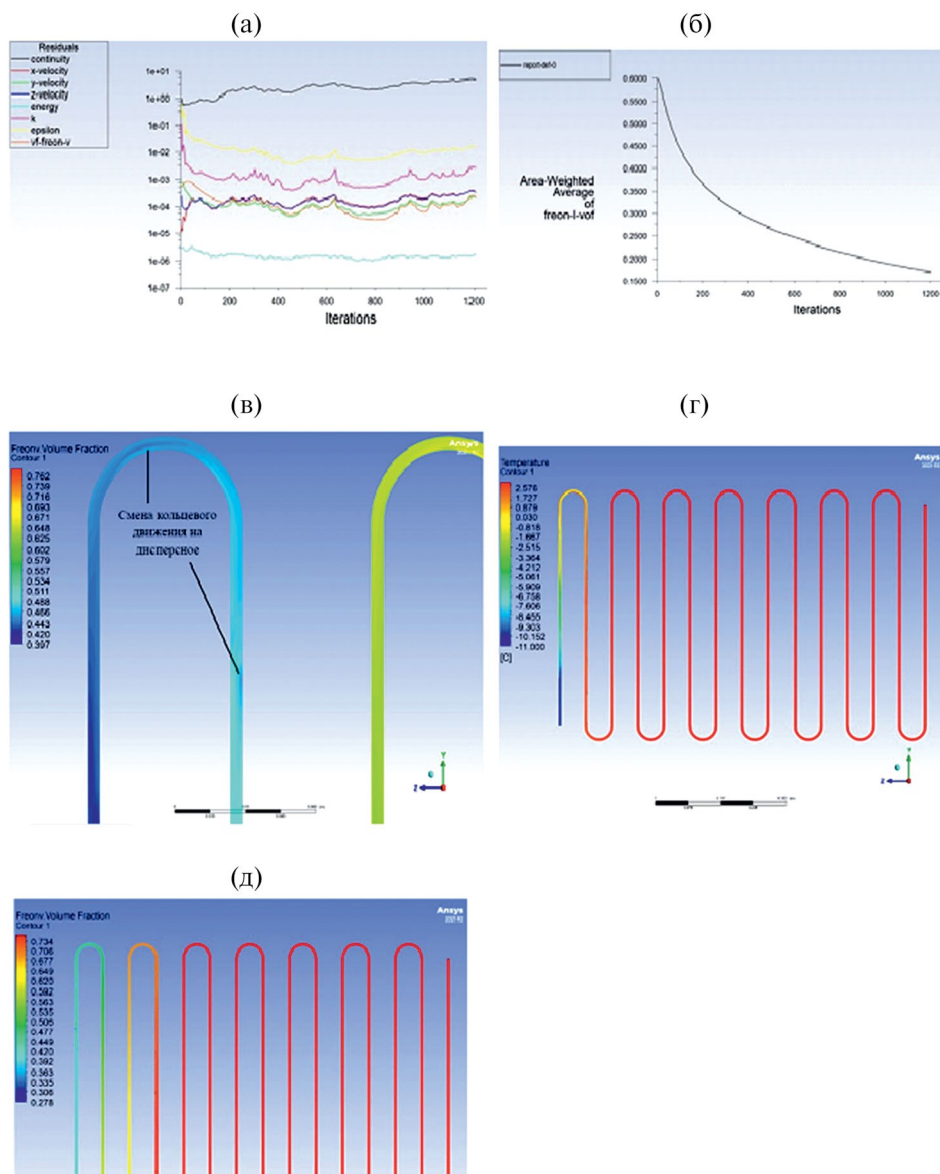 (а)
Residuals
continuity
x-velocity
y-velocity
z-velocity
energy
k
epsilon
vf-freon-v
1e+01
1e+00
1e-01
1e-02
1e-03
1e-04
1e-05
1e-06
1e-07
0
200
400
600
800
1000
1200
Iterations
(б)
report-def-0
Area-Weighted
Average
of
freon-l-vof
0.6000
0.5500
0.5000
0.4500
0.4000
0.3500
0.3000
0.2500
0.2000
0.1500
0
200
400
600
800
1000
1200
Iterations
(в)
Freonv.Volume Fraction
Contour 1
0.762
0.739
0.716
0.693
0.671
0.648
0.625
0.602
0.579
0.557
0.534
0.511
0.488
0.466
0.443
0.420
0.397
Смена кольцевого
движения на
дисперсное
Ansys
Y
Z
(г)
Temperature
Contour 1
2.576
1.727
0.879
0.030
-0.818
-1.667
-2.515
-3.364
-4.212
-5.061
-5.909
-6.758
-7.606
-8.455
-9.303
-10.152
-11.000
[C]
Ansys
Y
Z
(д)
Freonv.Volume Fraction
Contour 1
0.734
0.706
0.677
0.649
0.620
0.592
0.563
0.535
0.506
0.477
0.449
0.420
0.392
0.363
0.335
0.306
0.278
Ansys